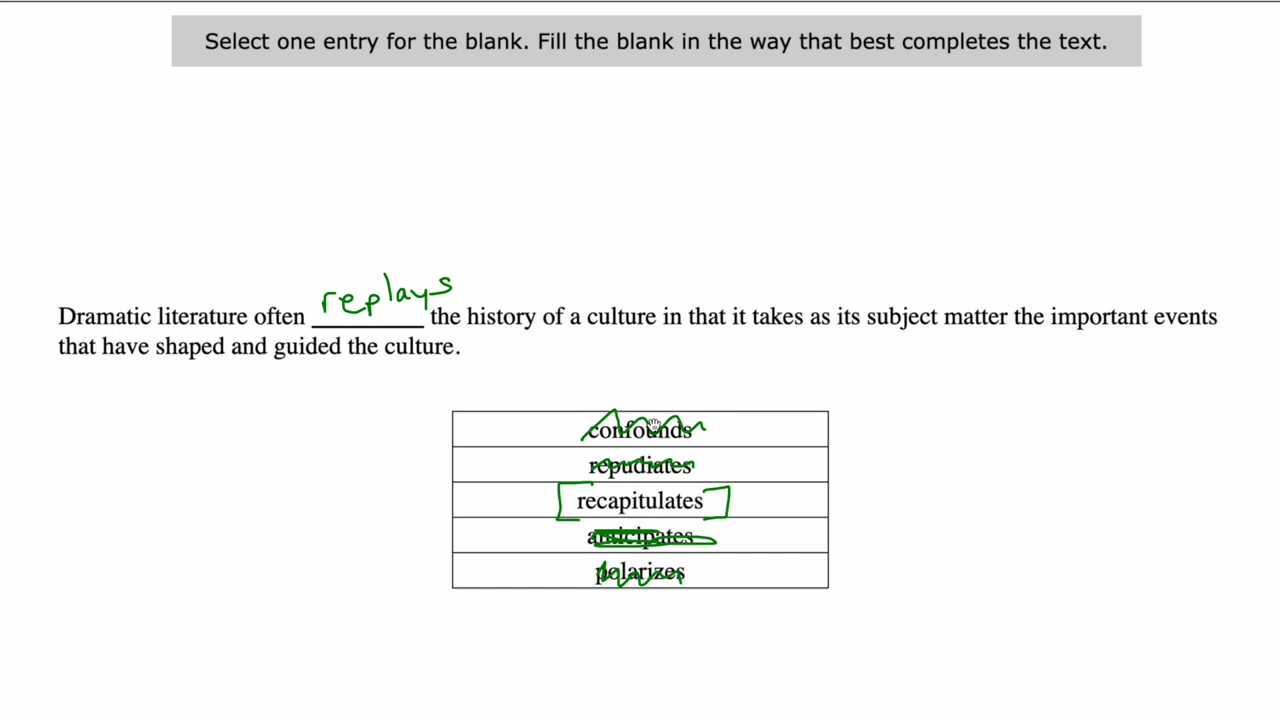 Select one entry for the blank. Fill the blank in the way that best completes the text.
replays
Dramatic literature often ________ the history of a culture in that it takes as its subject matter the important events
that have shaped and guided the culture.
confounds
repudiates
recapitulates
anticipates
polarizes